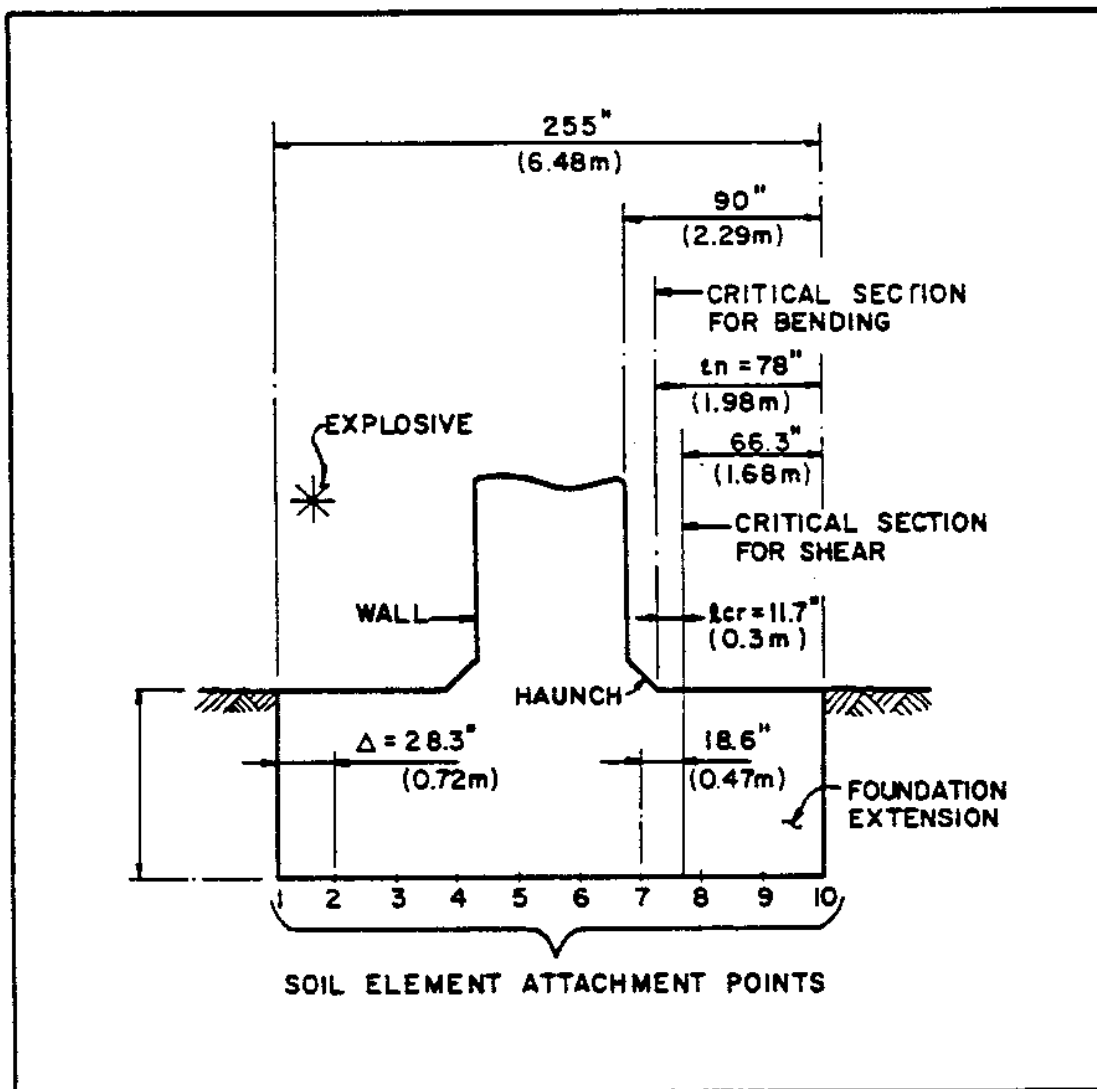 255"
(6.48m)
90"
(2.29m)
CRITICAL SECTION
FOR BENDING
ℓn = 78"
(1.98m)
EXPLOSIVE
66.3"
(1.68m)
CRITICAL SECTION
FOR SHEAR
WALL
ℓcr = 11.7"
(0.3m)
HAUNCH
Δ = 28.3"
(0.72m)
18.6"
(0.47m)
FOUNDATION
EXTENSION
1 2 3 4 5 6 7 8 9 10
SOIL ELEMENT ATTACHMENT POINTS